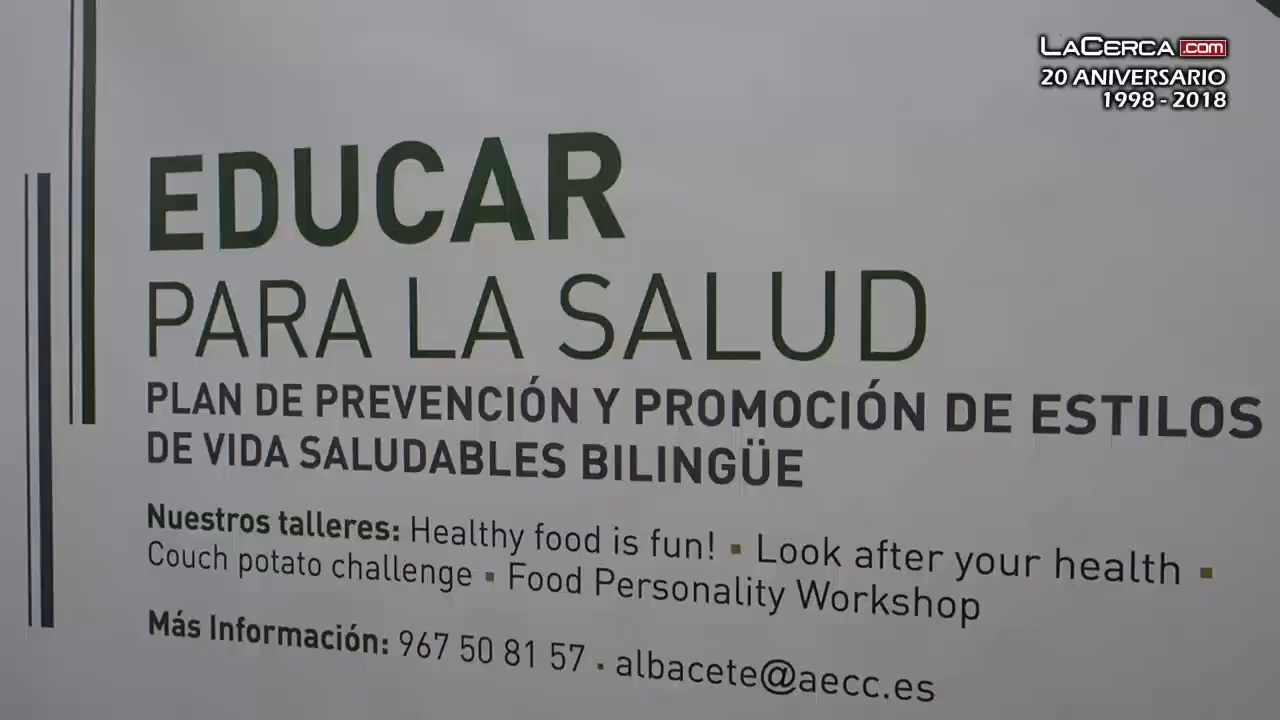 LACERCA.COM
20 ANIVERSARIO
1998 - 2018
EDUCAR
PARA LA SALUD
PLAN DE PREVENCIÓN Y PROMOCIÓN DE ESTILOS
DE VIDA SALUDABLES BILINGÜE
Nuestros talleres: Healthy food is fun! ▪ Look after your health ▪
Couch potato challenge ▪ Food Personality Workshop
Más Información: 967 50 81 57 ▪ albacete@aecc.es